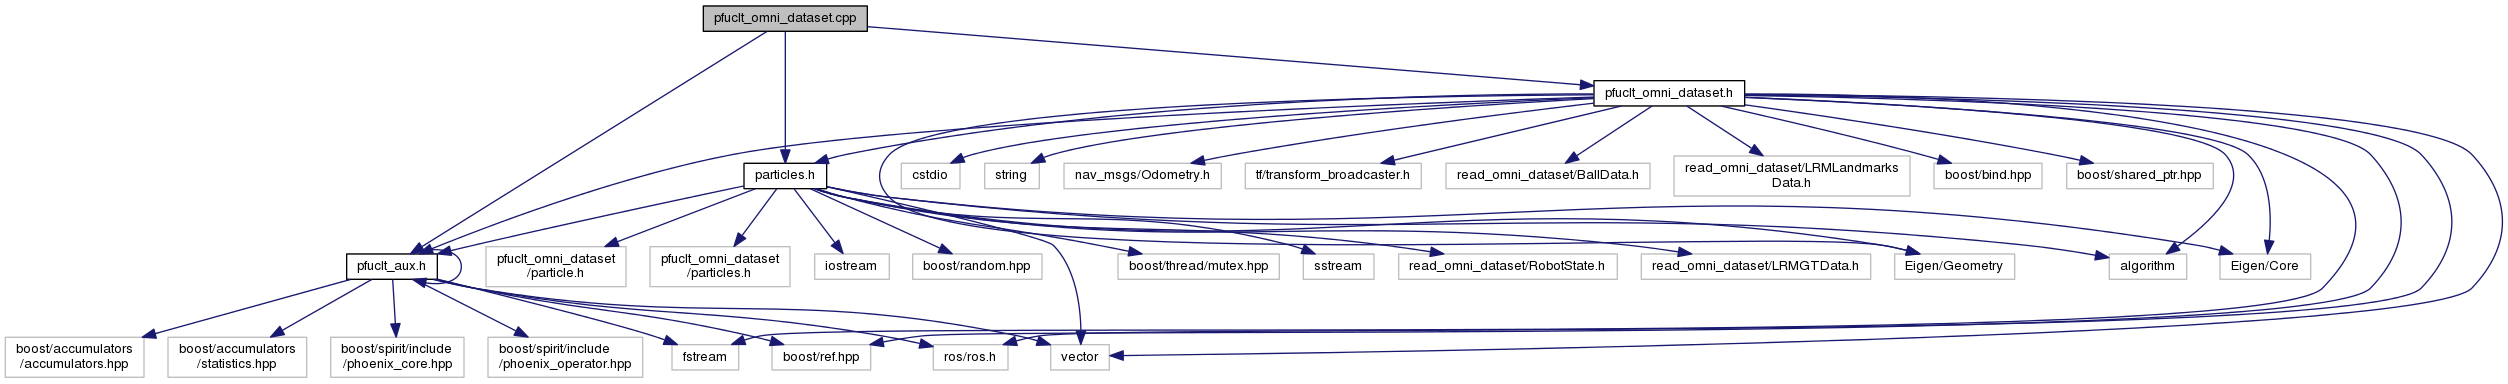 pfuclt_omni_dataset.cpp
pfuclt_omni_dataset.h
particles.h
cstdio
string
nav_msgs/Odometry.h
tf/transform_broadcaster.h
read_omni_dataset/BallData.h
read_omni_dataset/LRMLandmarks
Data.h
boost/bind.hpp
boost/shared_ptr.hpp
pfuclt_aux.h
pfuclt_omni_dataset
/particle.h
pfuclt_omni_dataset
/particles.h
iostream
boost/random.hpp
boost/thread/mutex.hpp
sstream
read_omni_dataset/RobotState.h
read_omni_dataset/LRMGTData.h
Eigen/Geometry
algorithm
Eigen/Core
boost/accumulators
/accumulators.hpp
boost/accumulators
/statistics.hpp
boost/spirit/include
/phoenix_core.hpp
boost/spirit/include
/phoenix_operator.hpp
fstream
boost/ref.hpp
ros/ros.h
vector